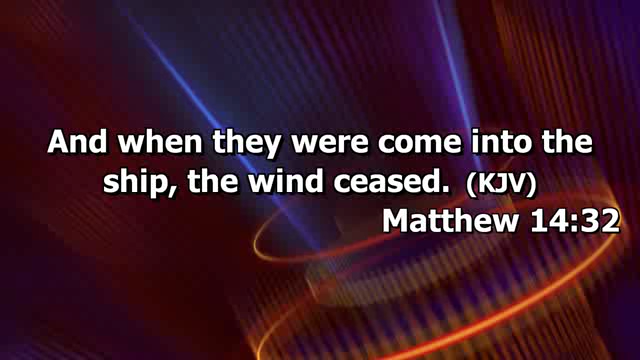 And when they were come into the
ship, the wind ceased. (KJV)
Matthew 14:32